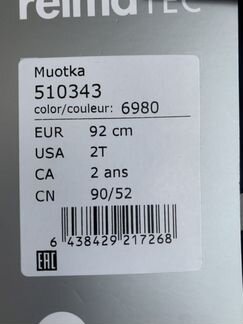 reimaTEC
Muotka
510343
color/couleur: 6980
EUR 92 cm
USA 2T
CA 2 ans
CN 90/52
6 438429 217268
EAC